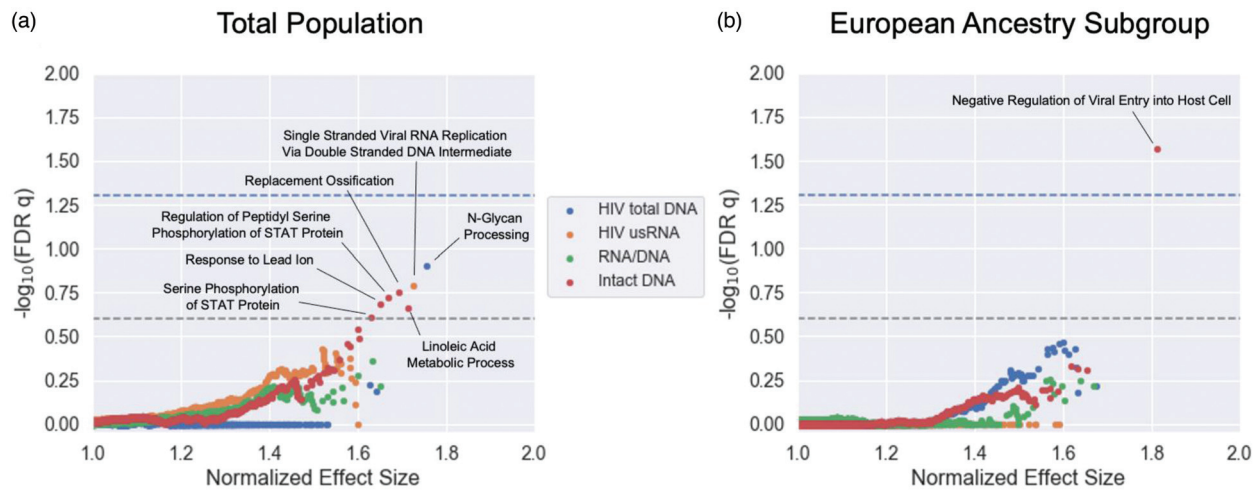 (a)
Total Population
2.00
1.75
1.50
1.25
1.00
0.75
0.50
0.25
0.00
-log10(FDR q)
Single Stranded Viral RNA Replication
Via Double Stranded DNA Intermediate
Replacement Ossification
Regulation of Peptidyl Serine
Phosphorylation of STAT Protein
N-Glycan
Processing
Response to Lead Ion
Serine Phosphorylation
of STAT Protein
Linoleic Acid
Metabolic Process
1.0 1.2 1.4 1.6 1.8 2.0
Normalized Effect Size
HIV total DNA
HIV usRNA
RNA/DNA
Intact DNA
(b)
European Ancestry Subgroup
2.00
1.75
1.50
1.25
1.00
0.75
0.50
0.25
0.00
-log10(FDR q)
Negative Regulation of Viral Entry into Host Cell
1.0 1.2 1.4 1.6 1.8 2.0
Normalized Effect Size